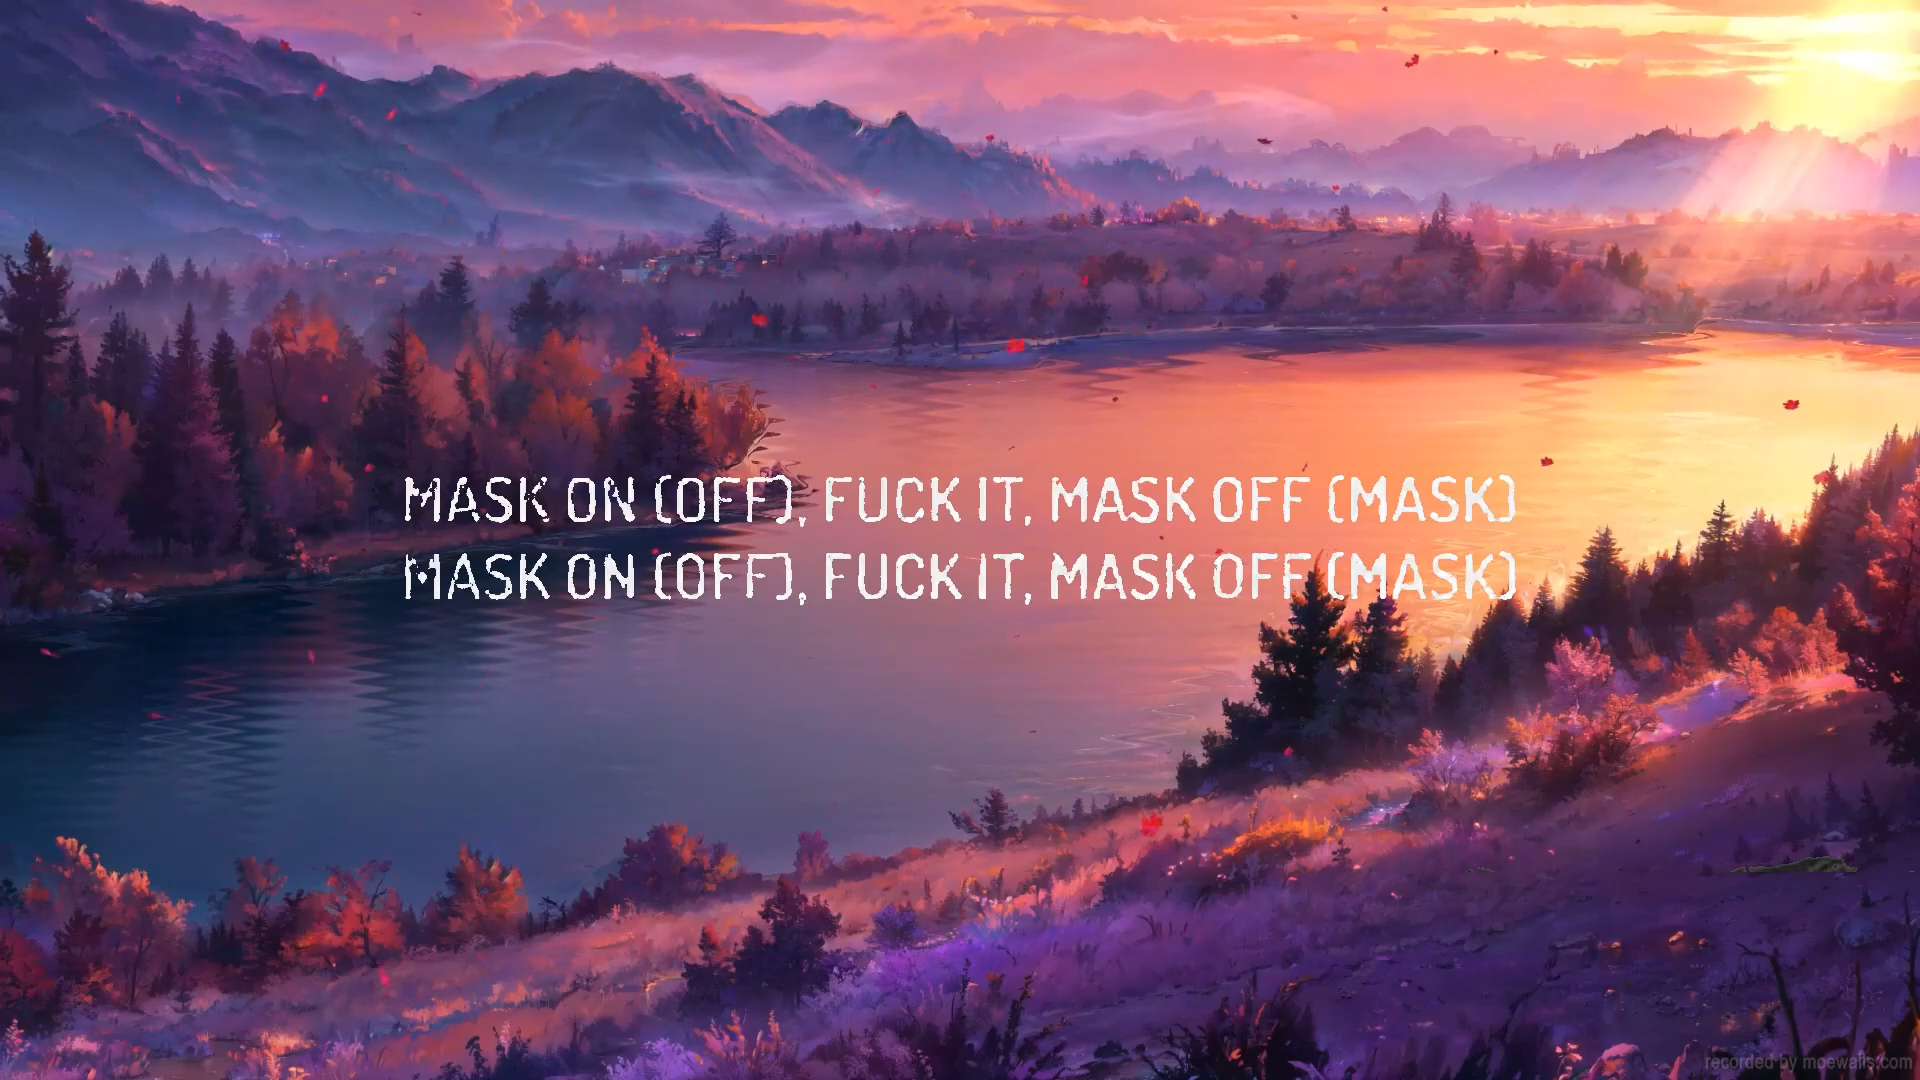 MASK ON (OFF), FUCK IT, MASK OFF (MASK)
MASK ON (OFF), FUCK IT, MASK OFF (MASK)
recorded by moewalls.com